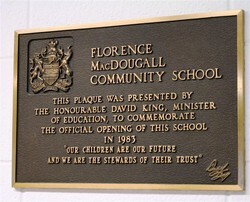 FLORENCE
MACDOUGALL
COMMUNITY SCHOOL
THIS PLAQUE WAS PRESENTED BY
THE HONOURABLE DAVID KING, MINISTER
OF EDUCATION, TO COMMEMORATE
THE OFFICIAL OPENING OF THIS SCHOOL
IN 1983
"OUR CHILDREN ARE OUR FUTURE
AND WE ARE THE STEWARDS OF THEIR TRUST"